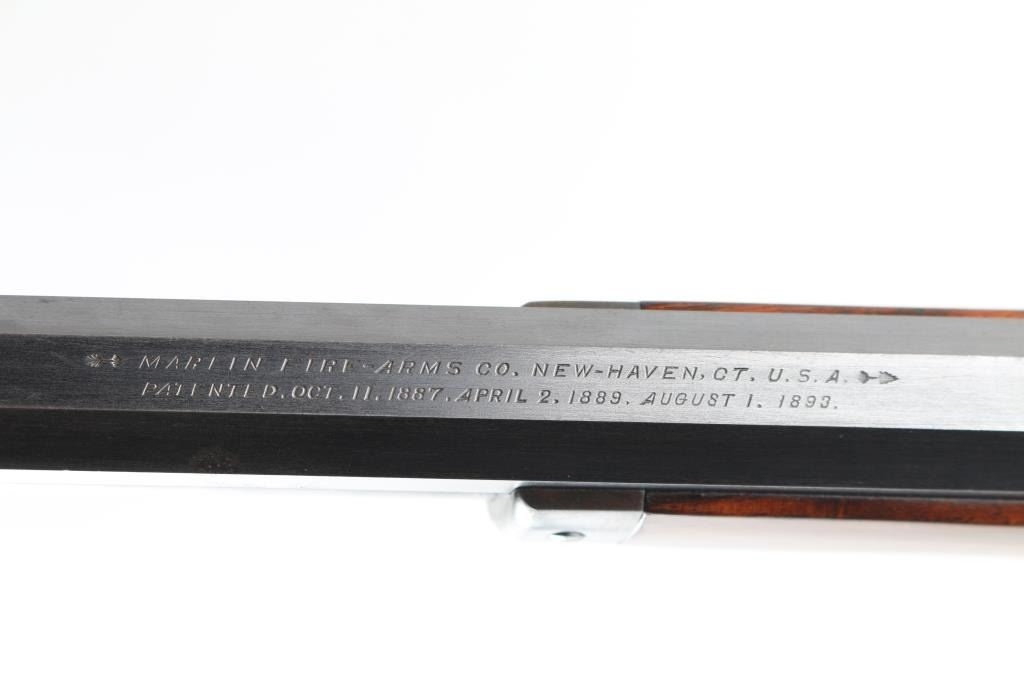 MARLIN FIRE-ARMS CO. NEW-HAVEN, CT. U.S.A.
PATENTED. OCT. 11. 1887. APRIL 2. 1889. AUGUST 1. 1893.